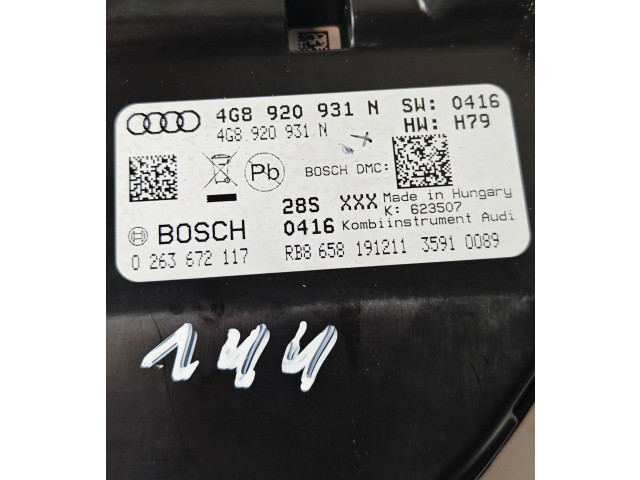 4G8 920 931 N SW: 0416
4G8 920 931 N HW: H79
Pb BOSCH DMC:
28S XXX Made in Hungary
K: 623507
BOSCH 0416 Kombiinstrument Audi
0 263 672 117 RB8 658 191211 3591 0089